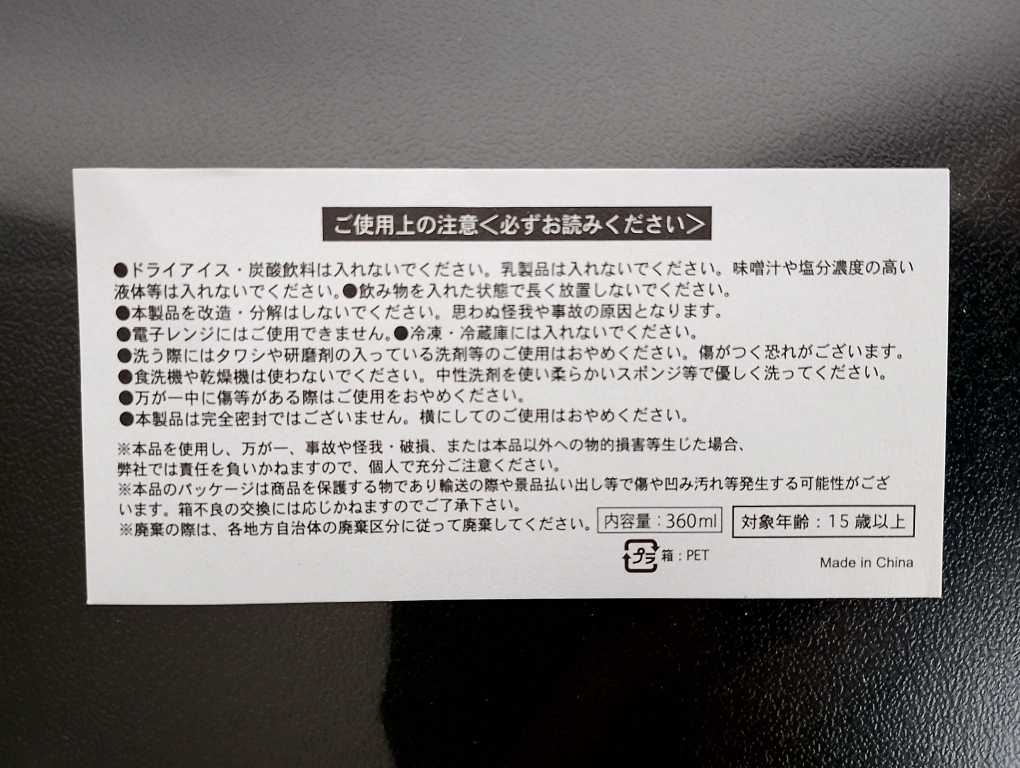 ご使用上の注意<必ずお読みください>
●ドライアイス・炭酸飲料は入れないでください。乳製品は入れないでください。味噌汁や塩分濃度の高い
液体等は入れないでください。●飲み物を入れた状態で長く放置しないでください。
●本製品を改造・分解はしないでください。思わぬ怪我や事故の原因となります。
●電子レンジにはご使用できません。●冷凍・冷蔵庫には入れないでください。
●洗う際にはタワシや研磨剤の入っている洗剤等のご使用はおやめください。傷がつく恐れがございます。
●食洗機や乾燥機は使わないでください。中性洗剤を使い柔らかいスポンジ等で優しく洗ってください。
●万が一中に傷等がある際はご使用をおやめください。
●本製品は完全密封ではございません。横にしてのご使用はおやめください。
※本品を使用し、万が一、事故や怪我・破損、または本品以外への物的損害等生じた場合、
弊社では責任を負いかねますので、個人で充分ご注意ください。
※本品のパッケージは商品を保護する物であり輸送の際や景品払い出し等で傷や凹み汚れ等発生する可能性がござ
います。箱不良の交換には応じかねますのでご了承下さい。
※廃棄の際は、各地方自治体の廃棄区分に従って廃棄してください。 内容量:360ml 対象年齢:15 歳以上
プラ 箱:PET
Made in China